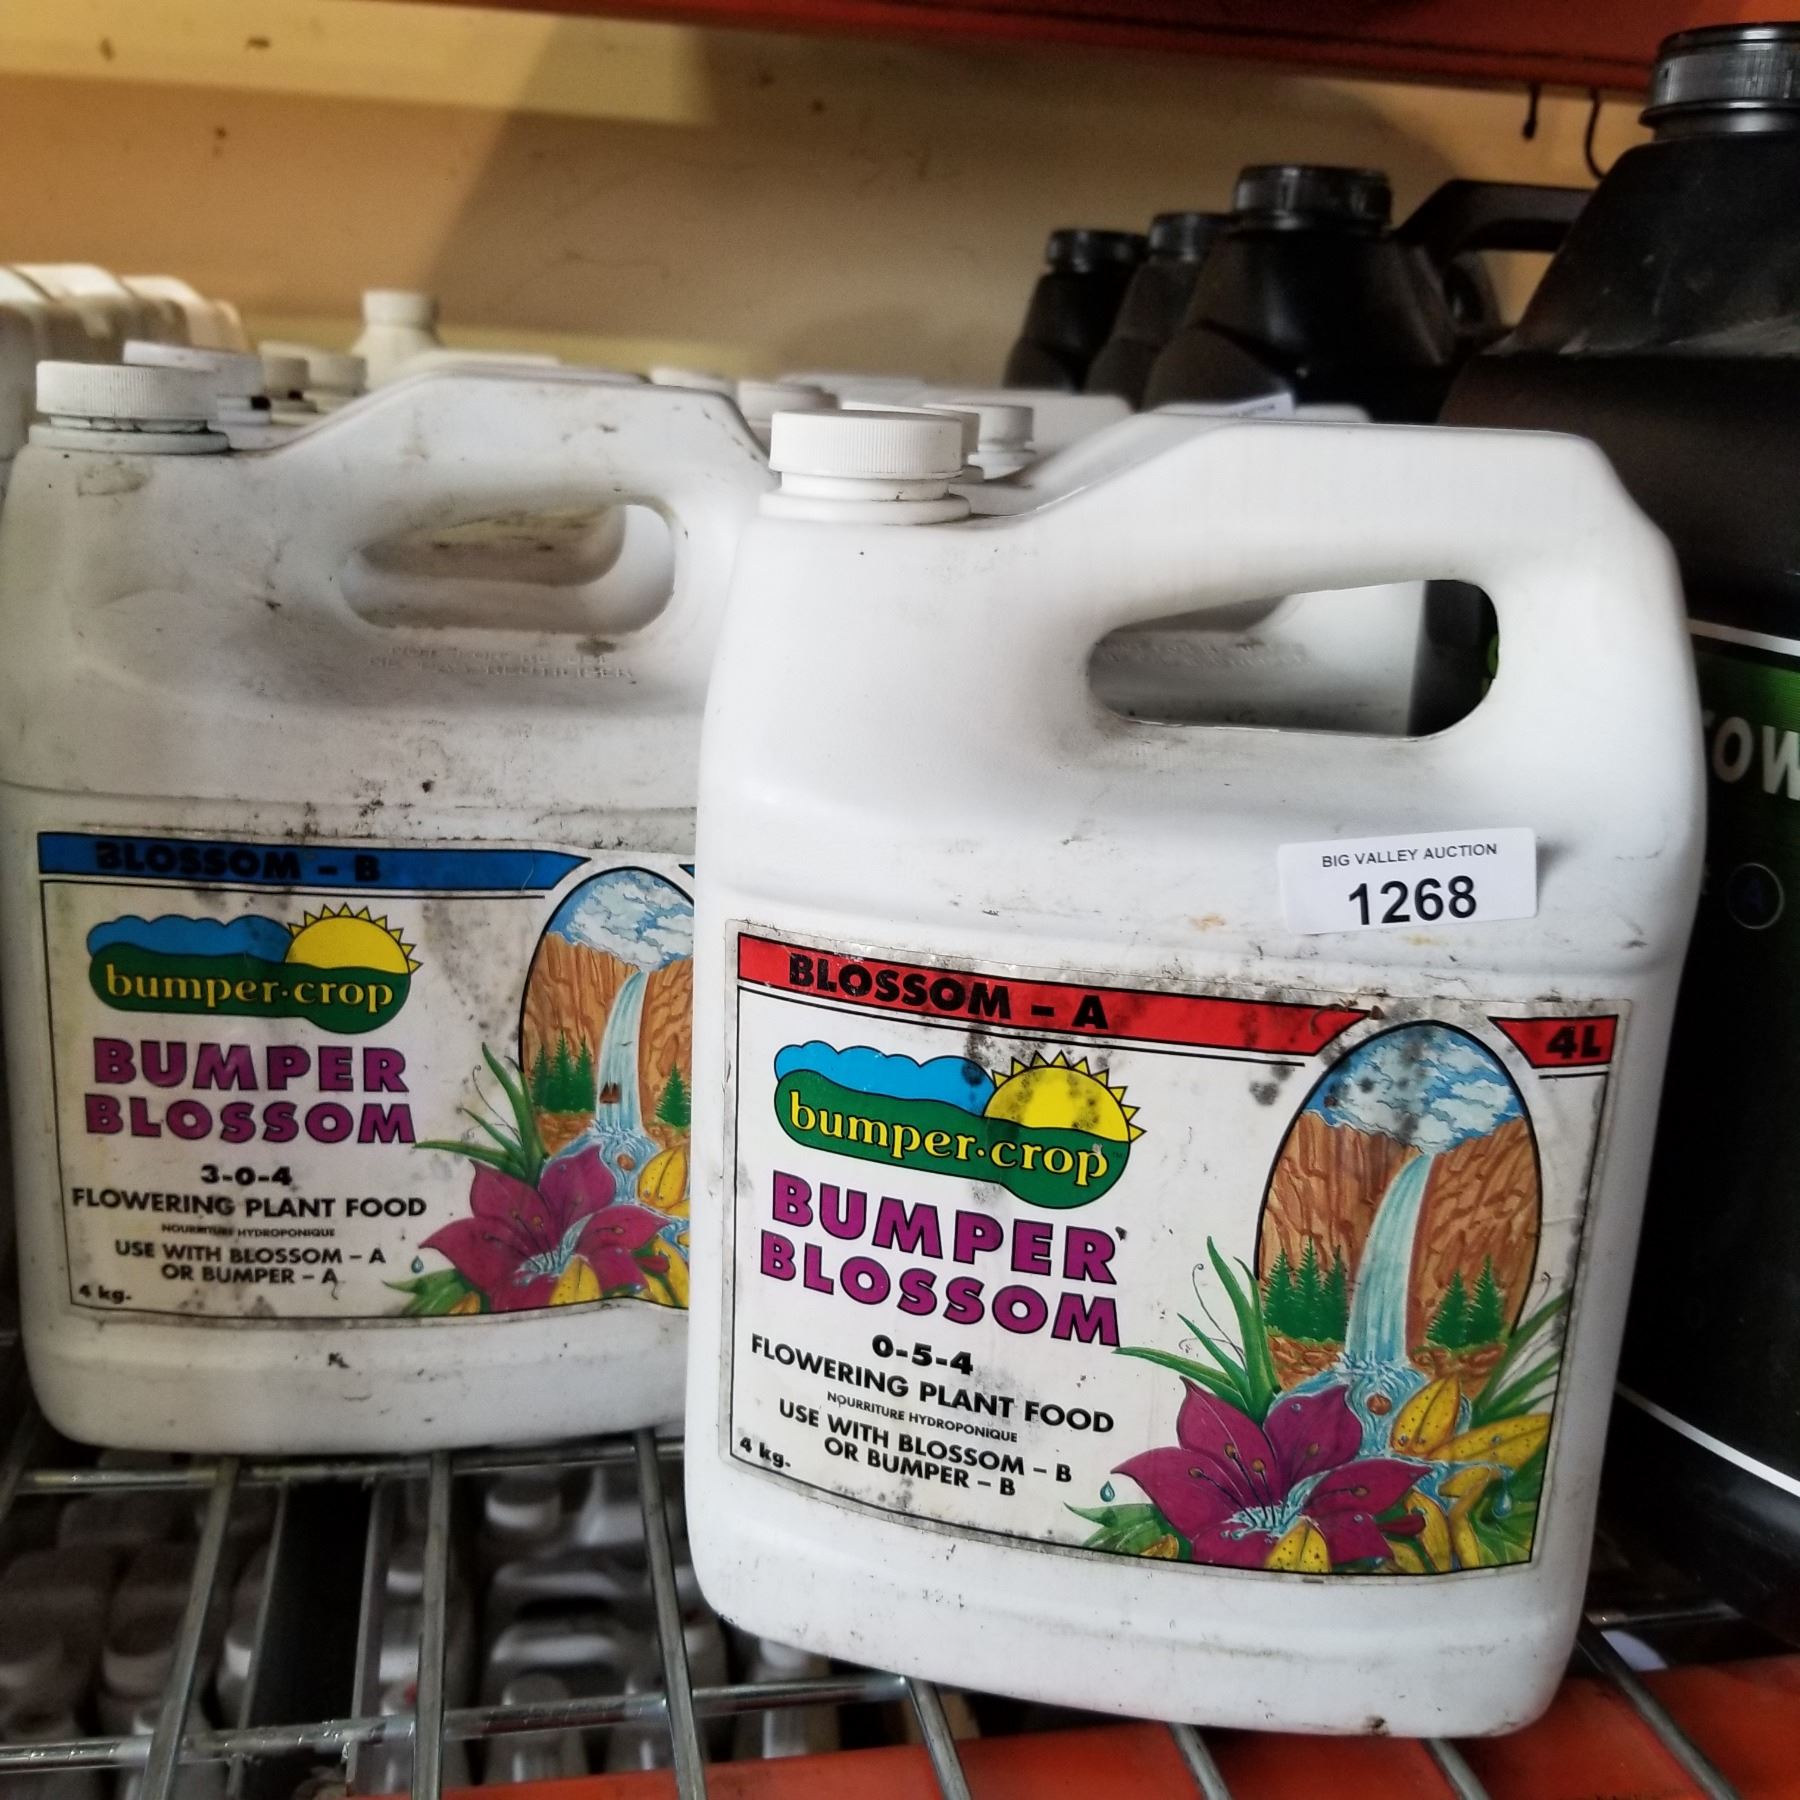 BLOSSOM - B
bumper·crop
BUMPER
BLOSSOM
3-0-4
FLOWERING PLANT FOOD
NOURRITURE HYDROPONIQUE
USE WITH BLOSSOM - A
OR BUMPER - A
4 kg.
BIG VALLEY AUCTION
1268
BLOSSOM - A
4L
bumper·crop™
BUMPER
BLOSSOM
0-5-4
FLOWERING PLANT FOOD
NOURRITURE HYDROPONIQUE
USE WITH BLOSSOM - B
OR BUMPER - B
4 kg.